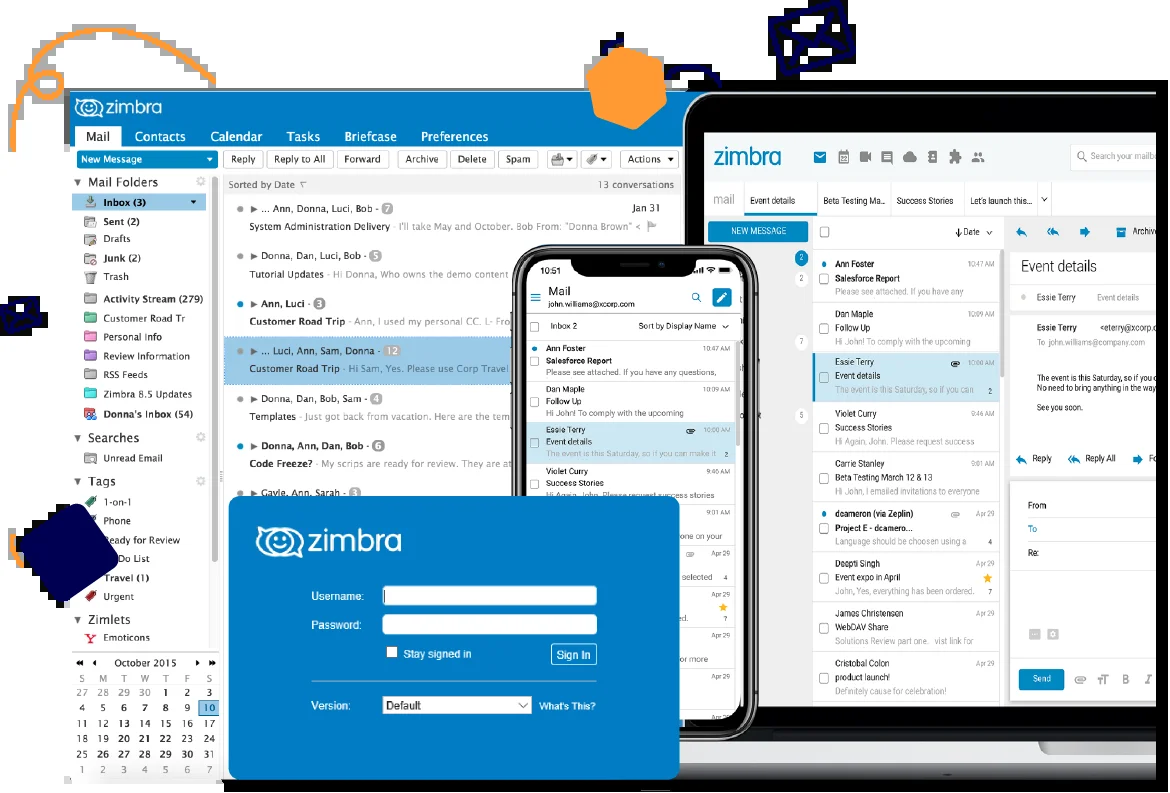 zimbra
Mail Contacts Calendar Tasks Briefcase Preferences
New Message
Reply Reply to All Forward Archive Delete Spam Actions
Mail Folders
Inbox (3)
Sent (2)
Drafts
Junk (2)
Trash
Activity Stream (279)
Customer Road Tr
Personal Info
Review Information
RSS Feeds
Zimbra 8.5 Updates
Donna's Inbox (54)
Searches
Unread Email
Tags
1-on-1
Phone
Ready for Review
Do List
Travel (1)
Urgent
Zimlets
Emoticons
October 2015
S M T W T F S
27 28 29 30 1 2 3
4 5 6 7 8 9 10
11 12 13 14 15 16 17
18 19 20 21 22 23 24
25 26 27 28 29 30 31
1 2 3 4 5 6 7
Sorted by Date 13 conversations
... Ann, Donna, Luci, Bob - 7 Jan 31
System Administration Delivery - I'll take May and October. Bob From: "Donna Brown" <
Donna, Dan, Luci, Bob - 5
Tutorial Updates - Hi Donna, Who owns the demo content
Ann, Luci - 3
Customer Road Trip - Ann, I used my personal CC. L- Fro
... Luci, Ann, Sam, Donna - 12
Customer Road Trip - Hi Sam, Yes. Please use Corp Travel
Donna, Dan, Bob, Sam - 4
Templates - Just got back from vacation. Here are the tem
Donna, Ann, Dan, Bob - 6
Code Freeze? - My scrips are ready for review. They are at
Gayle, Ann, Sarah - 3
zimbra
Username:
Password:
Stay signed in Sign In
Version: Default What's This?
10:51
Mail
john.williams@xcorp.com
Inbox 2 Sort by Display Name
Ann Foster 10:47 AM
Salesforce Report
Please see attached. If you have any questions,
Dan Maple 10:09 AM
Follow Up
Hi John! To comply with the upcoming
Essie Terry 10:00 AM
Event details
The event is this Saturday, so if you can make it 2
Violet Curry 9:46 AM
Success Stories
Hi Again, John. Please request success stories
9:01 AM
one on your
Apr 29
selected 4
Apr 29
ed. 7
Apr 29
or more
Apr 29
Apr 29
zimbra
Search your mailbo
mail Event details Beta Testing Ma... Success Stories Let's launch this...
NEW MESSAGE Date Archive
2
2
7
5
Ann Foster 10:47 AM
Salesforce Report
Please see attached. If you have any
Dan Maple 10:09 AM
Follow Up
Hi John! To comply with the upcoming
Essie Terry 10:00 AM
Event details
The event is this Saturday, so if you can 2
Violet Curry 9:46 AM
Success Stories
Hi Again, John. Please request success
Carrie Stanley 9:01 AM
Beta Testing March 12 & 13
Hi John, I emailed invitations to everyone
dcameron (via Zeplin) Apr 29
Project E - dcamero...
Language should be choosen using a 4
Deepti Singh Apr 29
Event expo in April
John, Yes, everything has been ordered. 7
James Christensen Apr 29
WebDAV Share
Solutions Review part one. vist link for
Cristobal Colon Apr 29
product launch!
Definitely cause for celebration!
Event details
Essie Terry Event details
Essie Terry <eterry@xcorp.com
To john.williams@company.com
The event is this Saturday, so if you c
No need to bring anything in the way
See you soon.
Reply Reply All Fo
From
To
Re:
Send B I